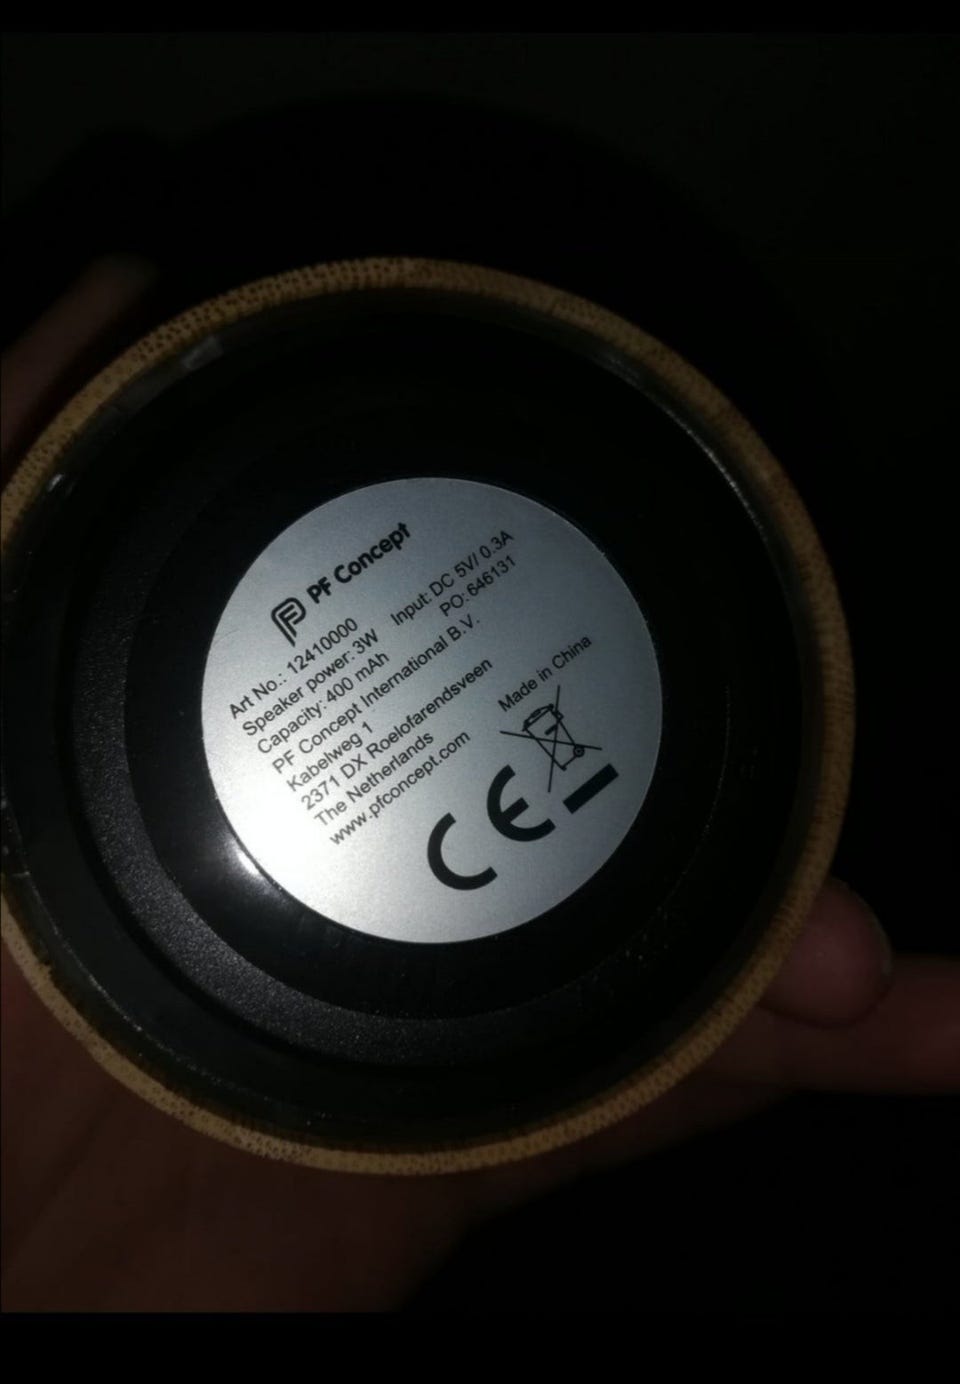 PF Concept
Art No.: 12410000
Speaker power: 3W Input: DC 5V/ 0.3A
Capacity: 400 mAh PO: 646131
PF Concept International B.V.
Kabelweg 1
2371 DX Roelofarendsveen
The Netherlands
www.pfconcept.com
Made in China
CE